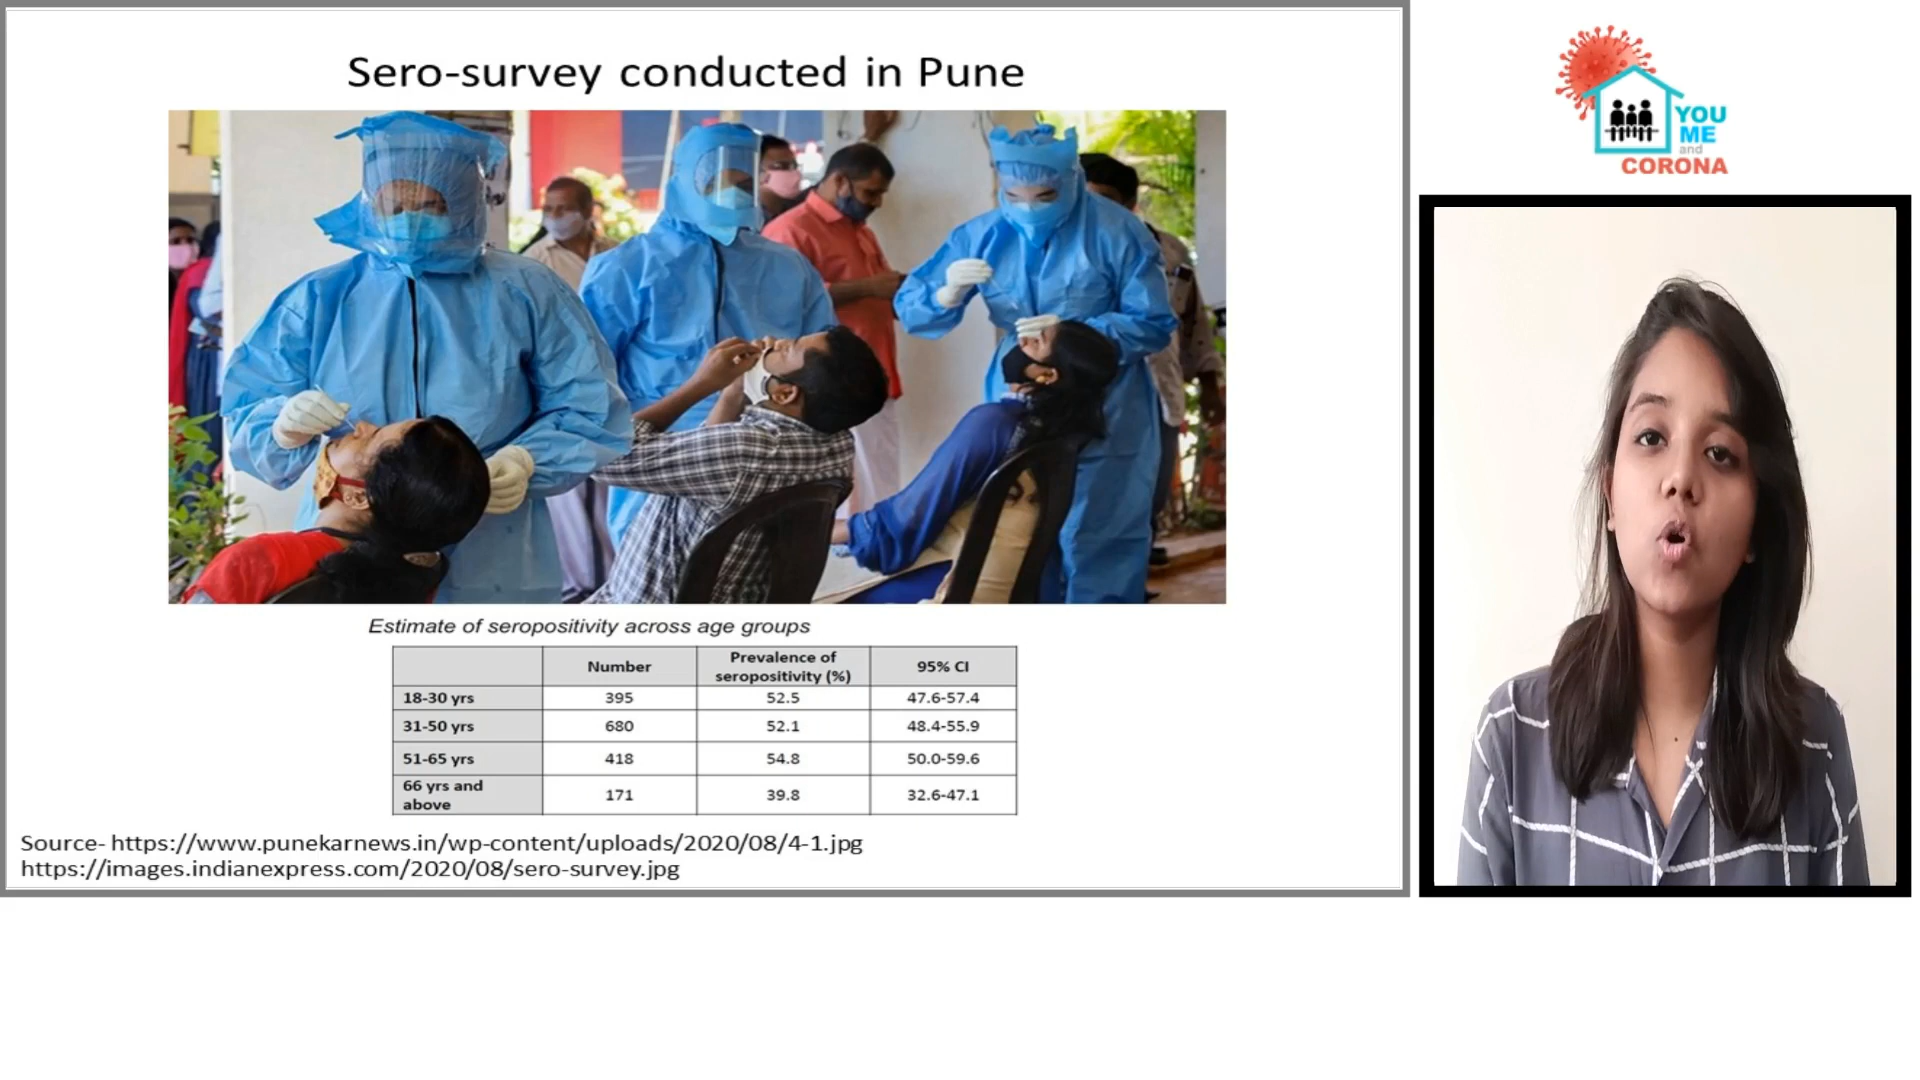 Sero-survey conducted in Pune
YOU
ME
and
CORONA
Estimate of seropositivity across age groups
Number
Prevalence of
seropositivity (%)
95% CI
18-30 yrs 395 52.5 47.6-57.4
31-50 yrs 680 52.1 48.4-55.9
51-65 yrs 418 54.8 50.0-59.6
66 yrs and
above 171 39.8 32.6-47.1
Source- https://www.punekarnews.in/wp-content/uploads/2020/08/4-1.jpg
https://images.indianexpress.com/2020/08/sero-survey.jpg